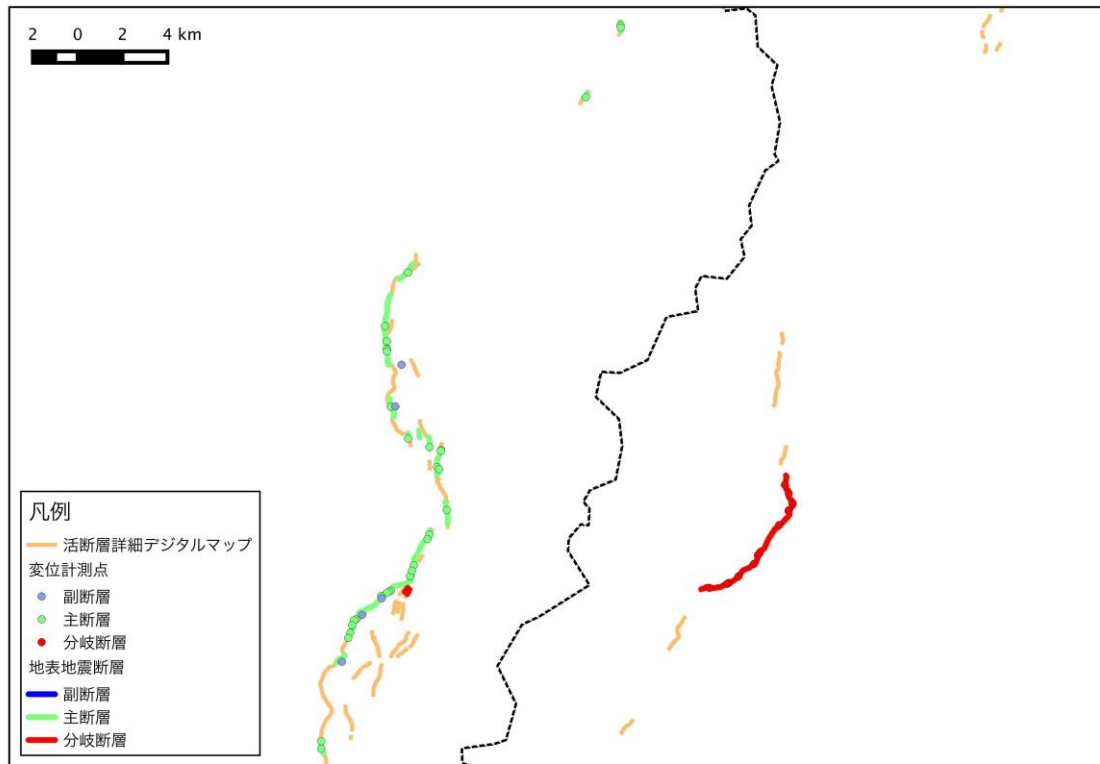 2 0 2 4 km
凡例
活断層詳細デジタルマップ
変位計測点
副断層
主断層
分岐断層
地表地震断層
副断層
主断層
分岐断層